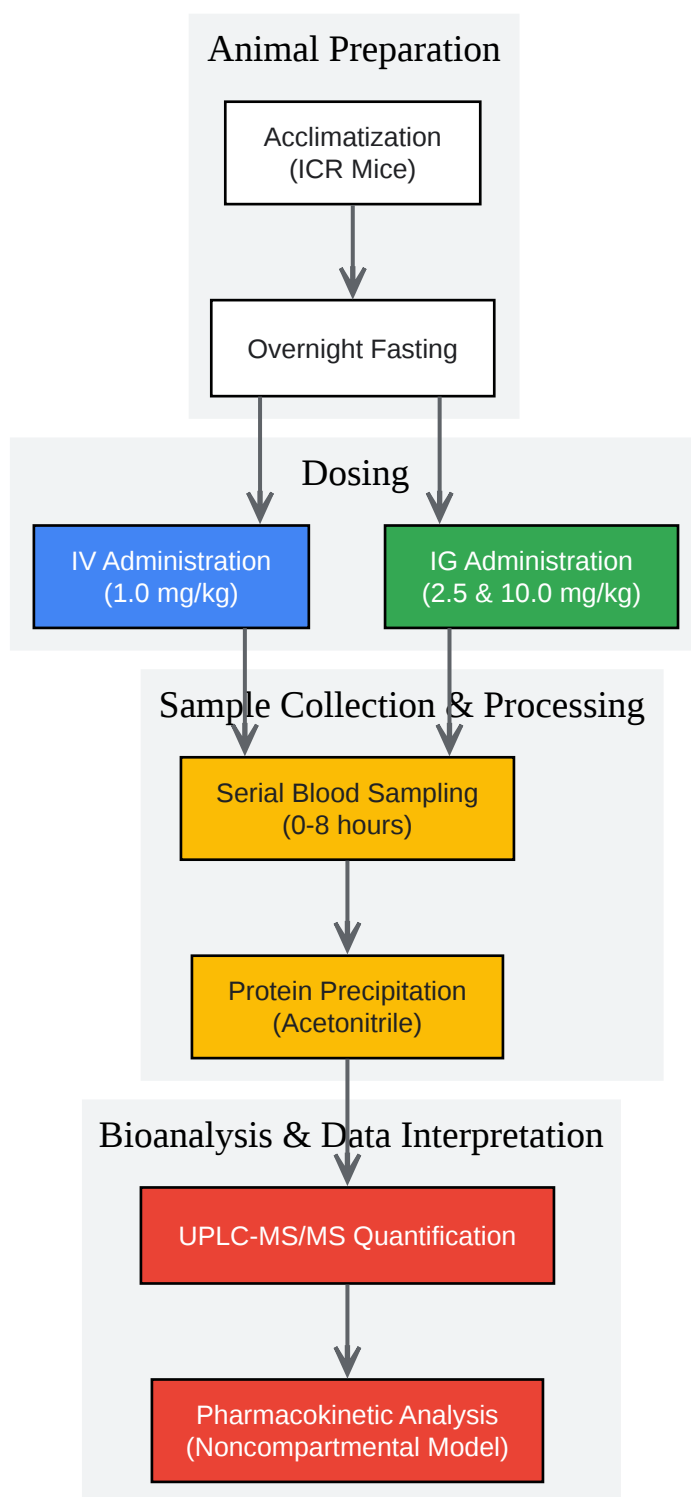 Animal Preparation
Acclimatization
(ICR Mice)
Overnight Fasting
Dosing
IV Administration
(1.0 mg/kg)
IG Administration
(2.5 & 10.0 mg/kg)
Sample Collection & Processing
Serial Blood Sampling
(0-8 hours)
Protein Precipitation
(Acetonitrile)
Bioanalysis & Data Interpretation
UPLC-MS/MS Quantification
Pharmacokinetic Analysis
(Noncompartmental Model)